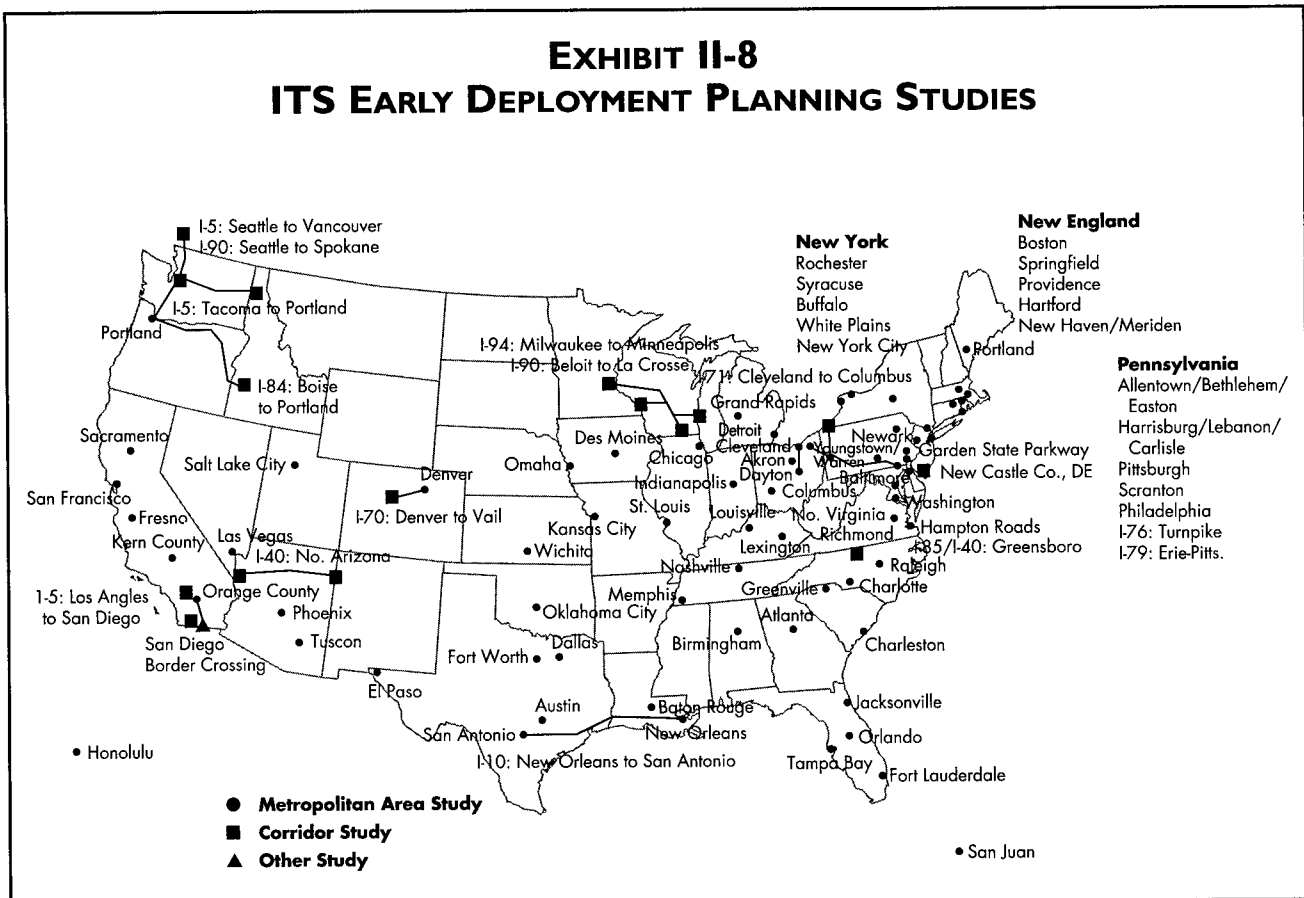 EXHIBIT II-8
ITS EARLY DEPLOYMENT PLANNING STUDIES
I-5: Seattle to Vancouver
I-90: Seattle to Spokane
I-5: Tacoma to Portland
Portland
I-84: Boise
to Portland
I-94: Milwaukee to Minneapolis
I-90: Beloit to La Crosse
New York
Rochester
Syracuse
Buffalo
White Plains
New York City
New England
Boston
Springfield
Providence
Hartford
New Haven/Meriden
Portland
Pennsylvania
Allentown/Bethlehem/
Easton
Harrisburg/Lebanon/
Carlisle
Pittsburgh
Scranton
Philadelphia
I-76: Turnpike
I-79: Erie-Pitts.
I-71: Cleveland to Columbus
Grand Rapids
Detroit
Cleveland
Akron
Dayton
Columbus
Youngstown/
Warren
Newark
Garden State Parkway
New Castle Co., DE
Baltimore
Washington
No. Virginia
Hampton Roads
Richmond
I-85/I-40: Greensboro
Raleigh
Charlotte
Greenville
Charleston
Sacramento
San Francisco
Fresno
Kern County
Las Vegas
Salt Lake City
Denver
I-70: Denver to Vail
I-40: No. Arizona
Orange County
1-5: Los Angles
to San Diego
San Diego
Border Crossing
Phoenix
Tuscon
El Paso
Omaha
Des Moines
Chicago
Indianapolis
Kansas City
St. Louis
Louisville
Lexington
Wichita
Nashville
Memphis
Oklahoma City
Fort Worth
Dallas
Birmingham
Atlanta
Austin
San Antonio
Baton Rouge
New Orleans
I-10: New Orleans to San Antonio
Jacksonville
Orlando
Tampa Bay
Fort Lauderdale
Honolulu
San Juan
Metropolitan Area Study
Corridor Study
Other Study